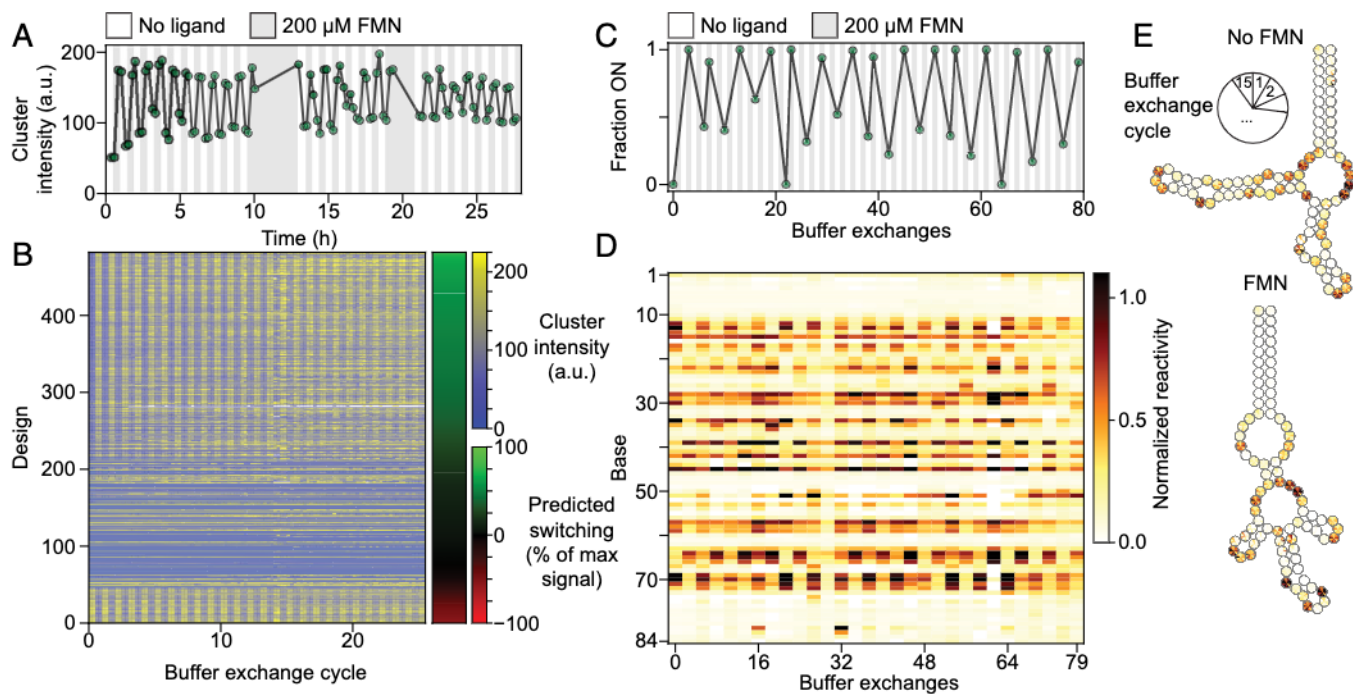 A
No ligand
200 µM FMN
Cluster
intensity (a.u.)
200
100
0
0
5
10
15
20
25
Time (h)
B
Design
400
300
200
100
0
0
10
20
Buffer exchange cycle
200
100
0
Cluster
intensity
(a.u.)
100
0
−100
Predicted
switching
(% of max
signal)
C
No ligand
200 µM FMN
Fraction ON
1
0
0
20
40
60
80
Buffer exchanges
D
Base
1
10
30
50
70
84
0
16
32
48
64
79
Buffer exchanges
1.0
0.5
0.0
Normalized reactivity
E
No FMN
Buffer
exchange
cycle
15
1
2
...
FMN